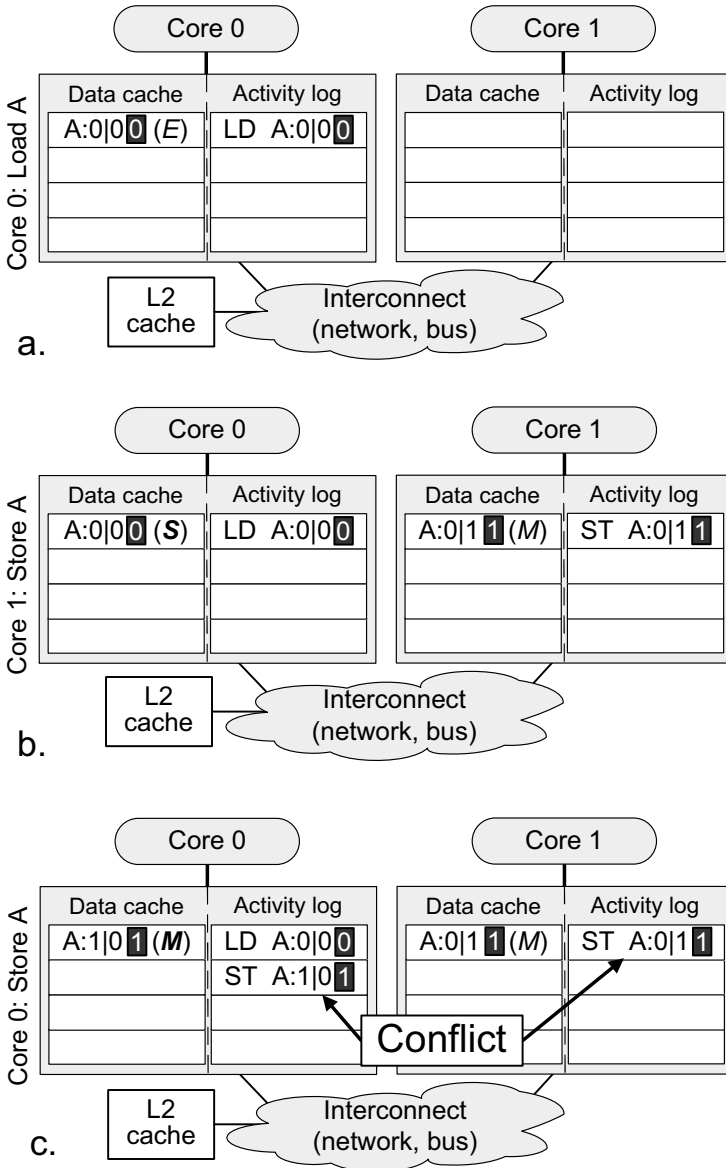 Core 0 Core 1
Core 0: Load A
Data cache Activity log Data cache Activity log
A:0|0 0 (E) LD A:0|0 0
L2 cache
Interconnect
(network, bus)
a.
Core 0 Core 1
Core 1: Store A
Data cache Activity log Data cache Activity log
A:0|0 0 (S) LD A:0|0 0 A:0|1 1 (M) ST A:0|1 1
L2 cache
Interconnect
(network, bus)
b.
Core 0 Core 1
Core 0: Store A
Data cache Activity log Data cache Activity log
A:1|0 1 (M) LD A:0|0 0 A:0|1 1 (M) ST A:0|1 1
ST A:1|0 1
Conflict
L2 cache
Interconnect
(network, bus)
c.